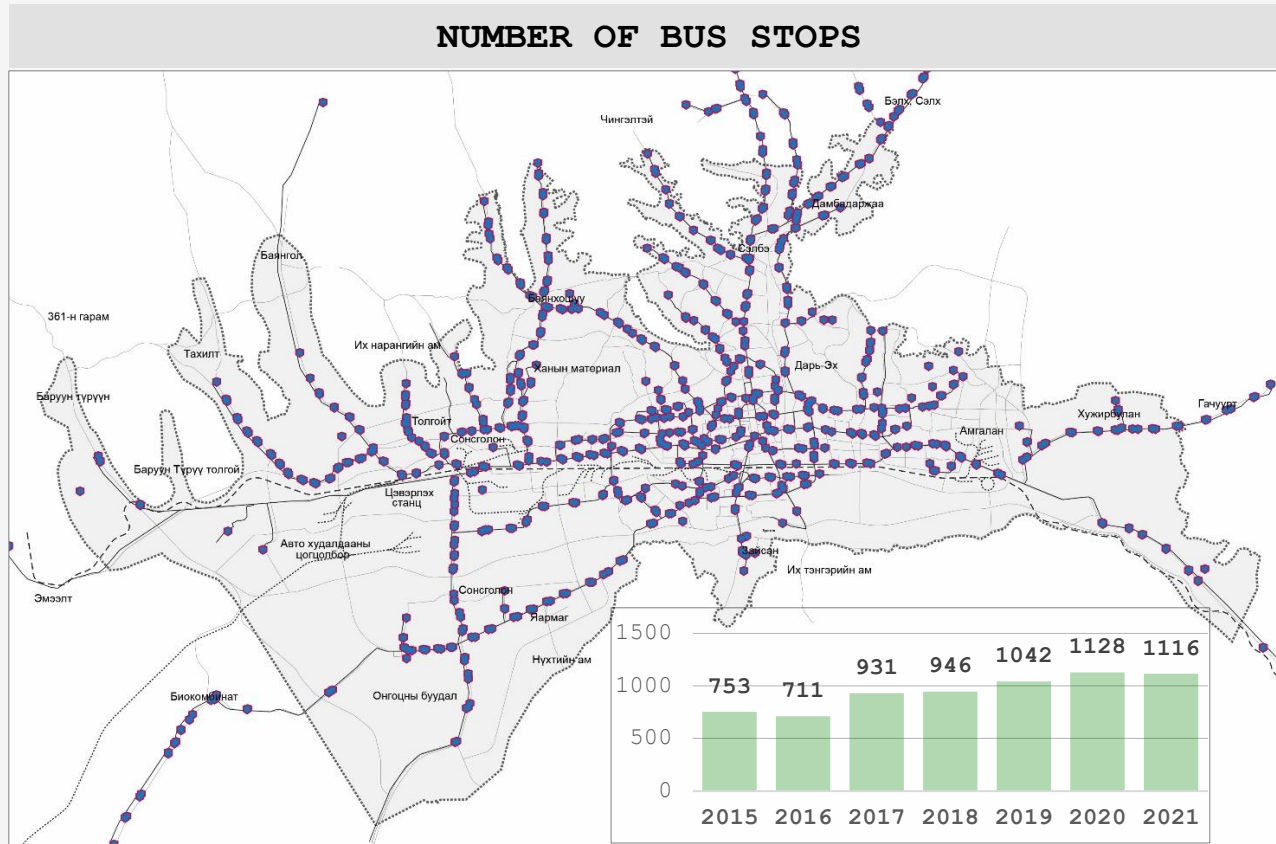 NUMBER OF BUS STOPS
Бэлх, Сэлх
Чингэлтэй
Дамбадаржаа
Сэлбэ
Баянгол
Баянхошуу
361-н гарам
Их нарангийн ам
Тахилт
Ханын материал
Дарь-Эх
Баруун түрүүн
Гачуурт
Хужирбулан
Толгойт
Сонсголон
Амгалан
Баруун Түрүү толгой
Цэвэрлэх
станц
Авто худалдааны
цогцолбор
Зайсан
Их тэнгэрийн ам
Эмээлт
Сонсголон
Яармаг
Нүхтийн ам
Биокомбинат
Онгоцны буудал
1500
1000
500
0
753
711
931
946
1042
1128
1116
2015
2016
2017
2018
2019
2020
2021